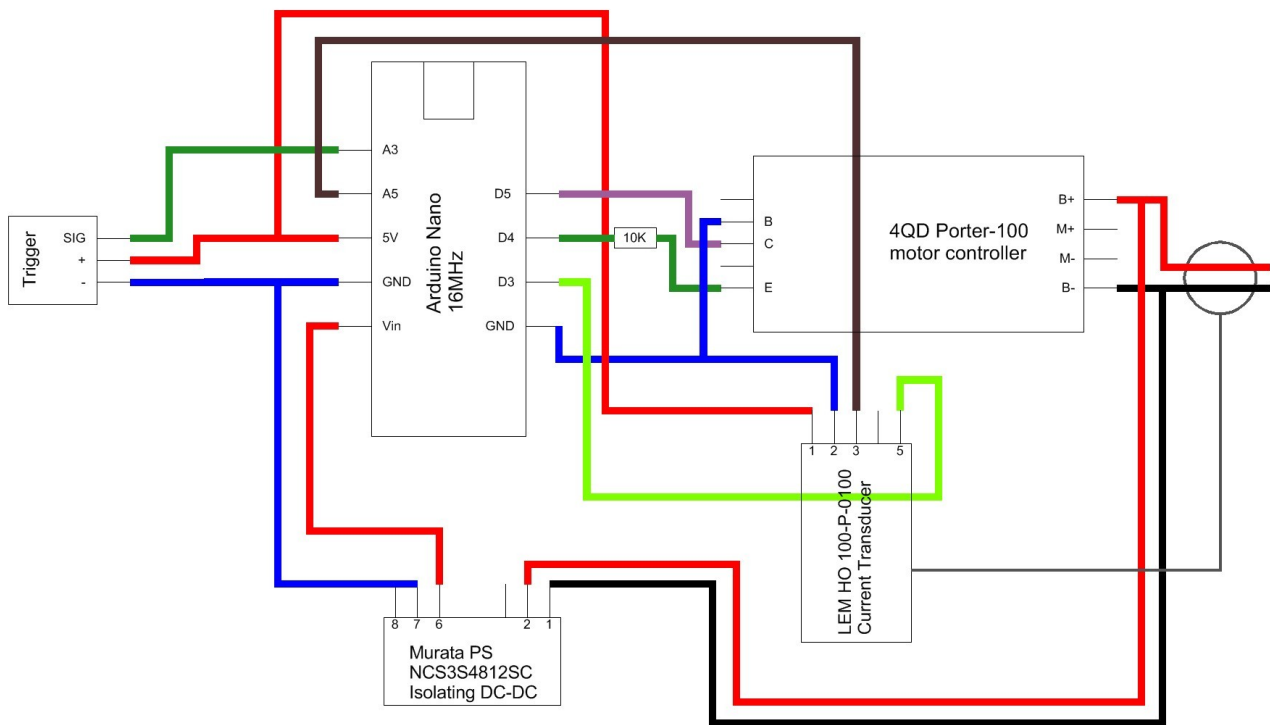 Trigger
SIG
+
-
A3
A5
5V
GND
Vin
Arduino Nano
16MHz
D5
D4
D3
GND
10K
B
C
E
4QD Porter-100
motor controller
B+
M+
M-
B-
1 2 3 5
LEM HO 100-P-0100
Current Transducer
8 7 6 2 1
Murata PS
NCS3S4812SC
Isolating DC-DC